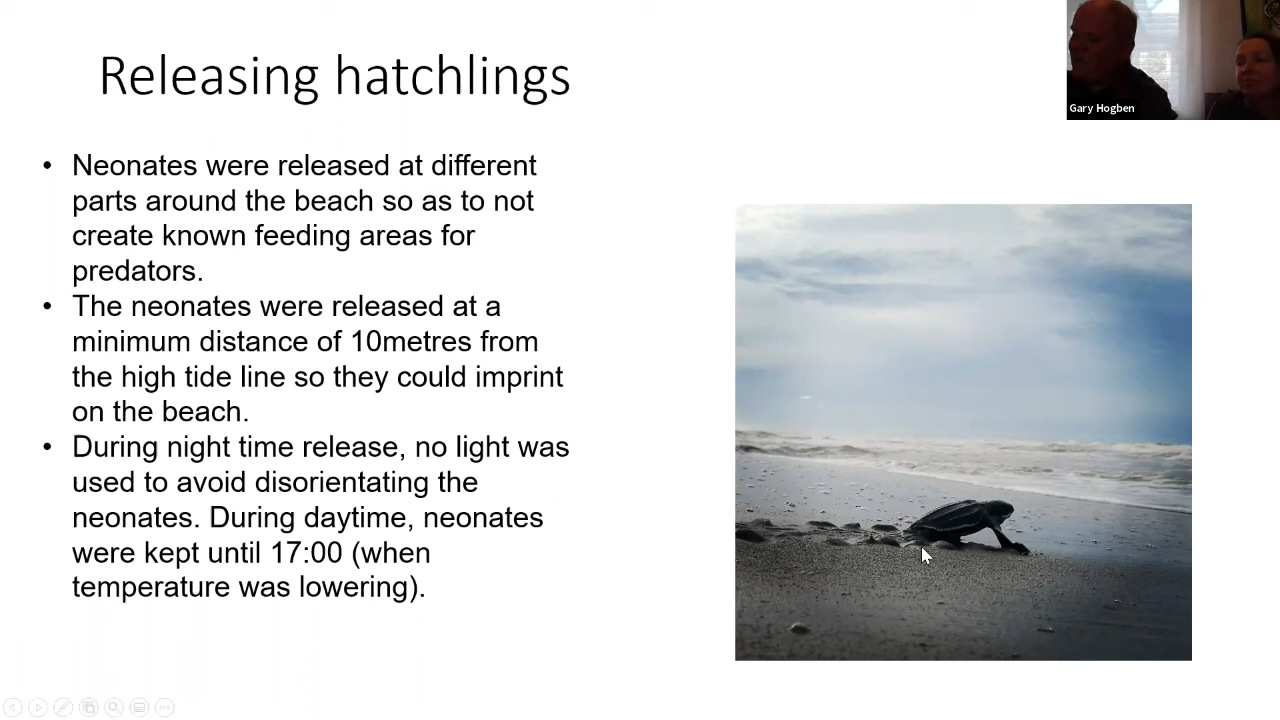 Releasing hatchlings
Gary Hogben
• Neonates were released at different
parts around the beach so as to not
create known feeding areas for
predators.
• The neonates were released at a
minimum distance of 10metres from
the high tide line so they could imprint
on the beach.
• During night time release, no light was
used to avoid disorientating the
neonates. During daytime, neonates
were kept until 17:00 (when
temperature was lowering).